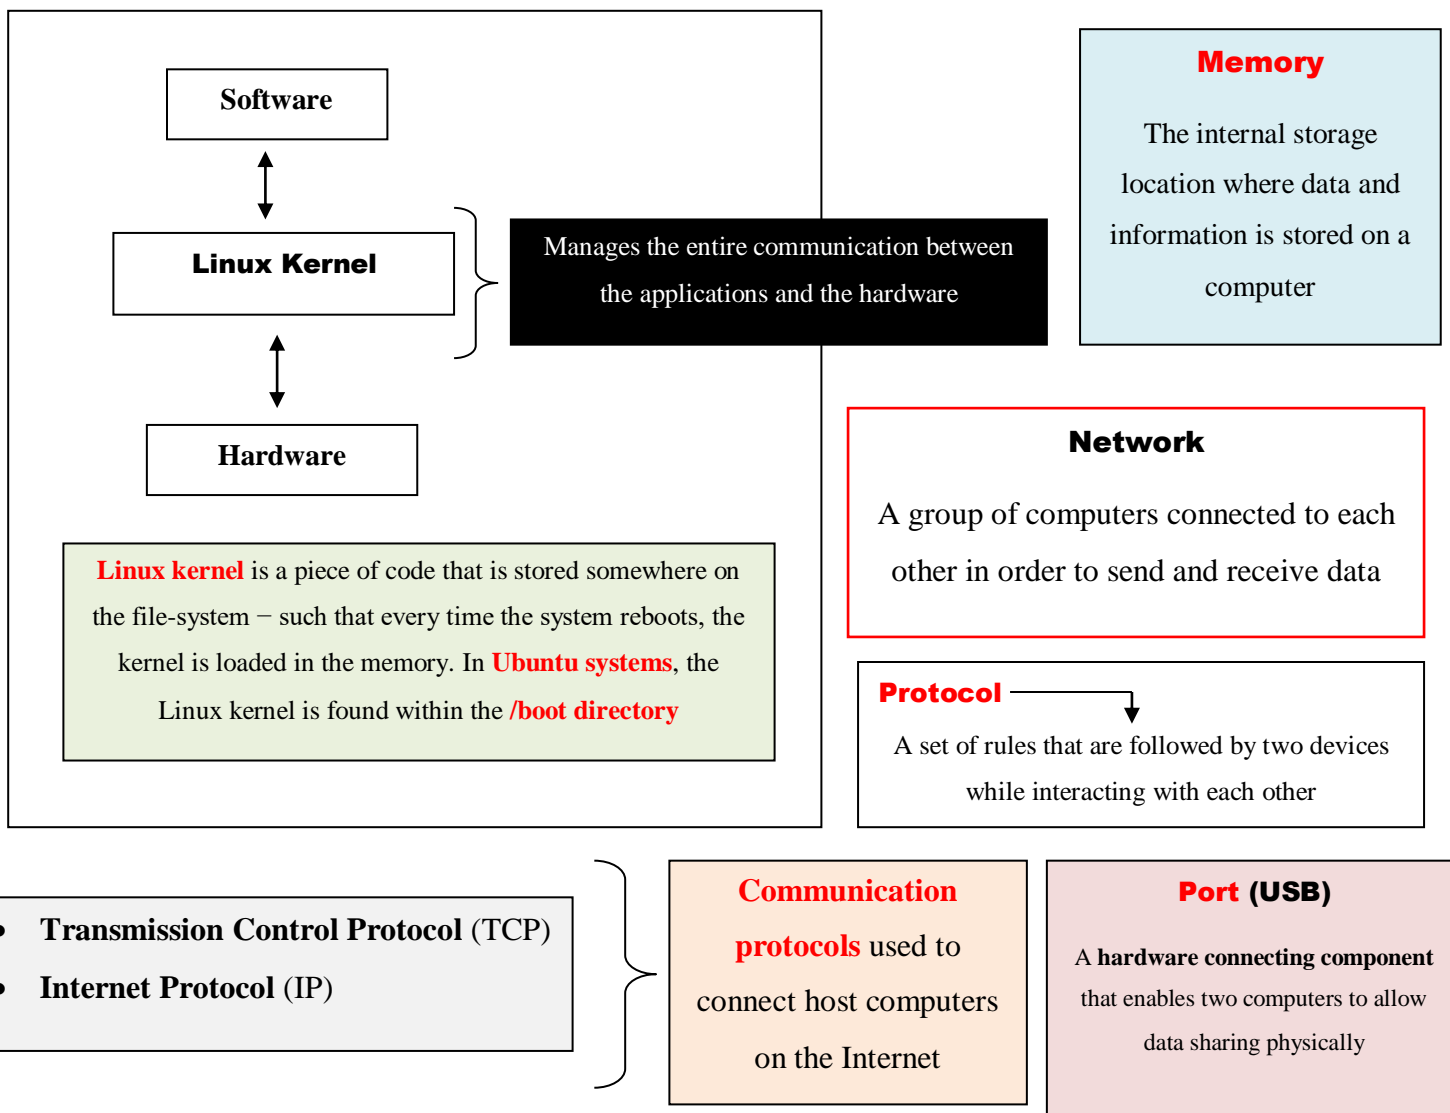 Software
Linux Kernel
Manages the entire communication between
the applications and the hardware
Hardware
Linux kernel is a piece of code that is stored somewhere on
the file-system − such that every time the system reboots, the
kernel is loaded in the memory. In Ubuntu systems, the
Linux kernel is found within the /boot directory
Memory
The internal storage
location where data and
information is stored on a
computer
Network
A group of computers connected to each
other in order to send and receive data
Protocol
A set of rules that are followed by two devices
while interacting with each other
• Transmission Control Protocol (TCP)
• Internet Protocol (IP)
Communication
protocols used to
connect host computers
on the Internet
Port (USB)
A hardware connecting component
that enables two computers to allow
data sharing physically